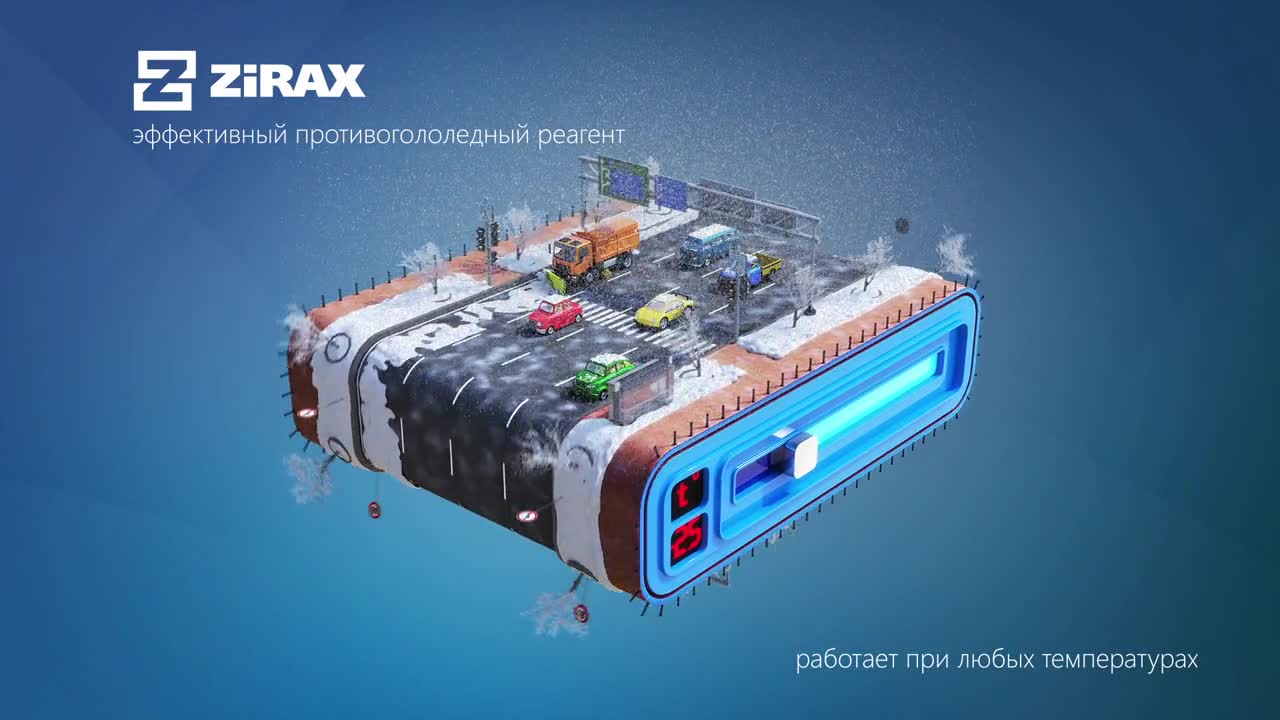 ZiRAX
эффективный противогололедный реагент
t°
25
работает при любых температурах